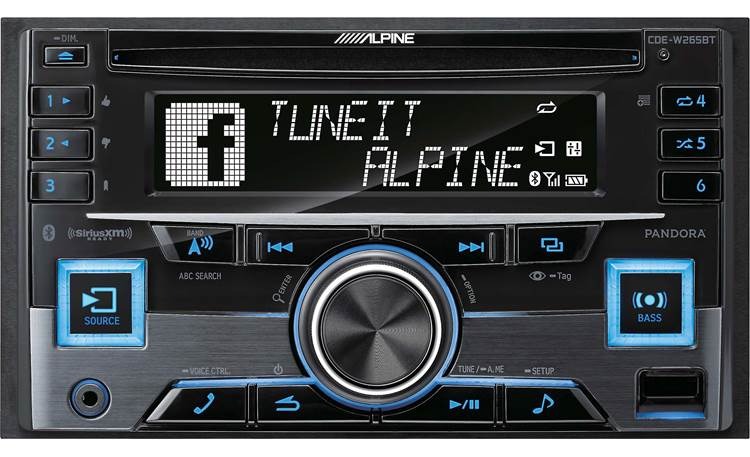 DIM.
ALPINE
CDE-W265BT
1
2
3
TUNEIT
ALPINE
4
5
6
((SiriusXM))
READY
BAND
A
ABC SEARCH
ENTER
OPTION
Tag
PANDORA
SOURCE
BASS
VOICE CTRL.
TUNE / A.ME
SETUP